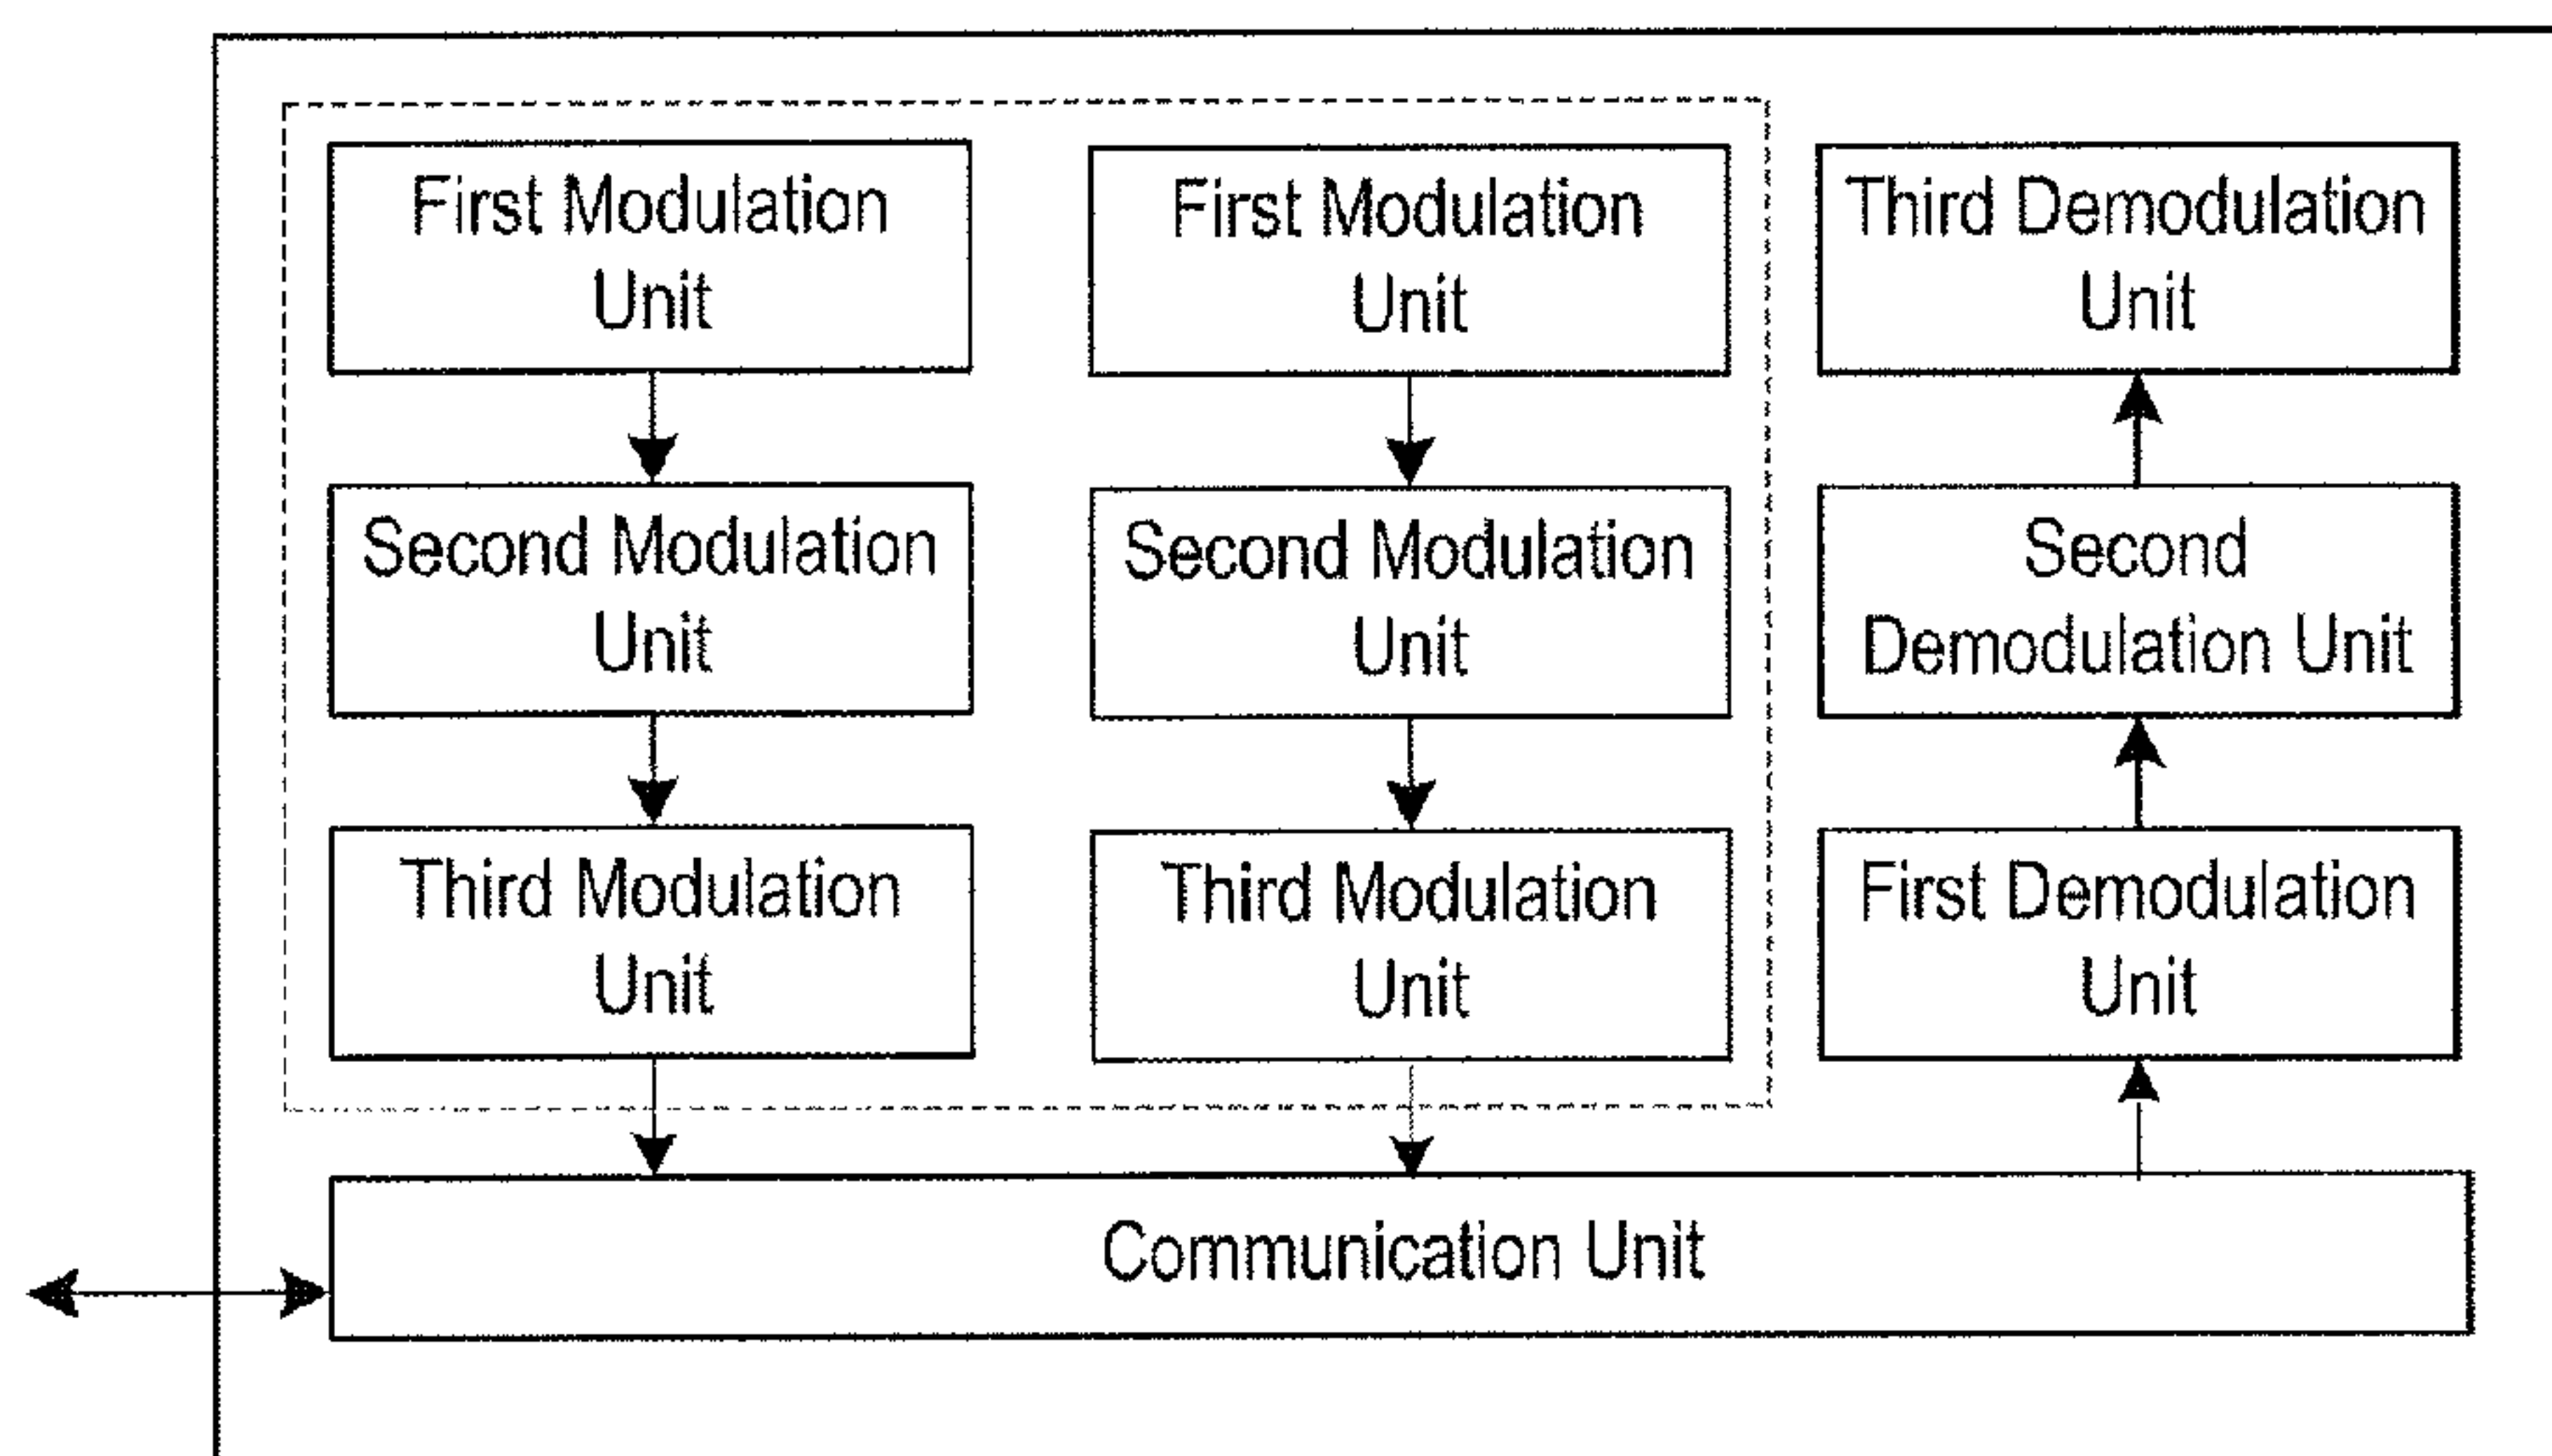 First Modulation
Unit
First Modulation
Unit
Third Demodulation
Unit
Second Modulation
Unit
Second Modulation
Unit
Second
Demodulation Unit
Third Modulation
Unit
Third Modulation
Unit
First Demodulation
Unit
Communication Unit